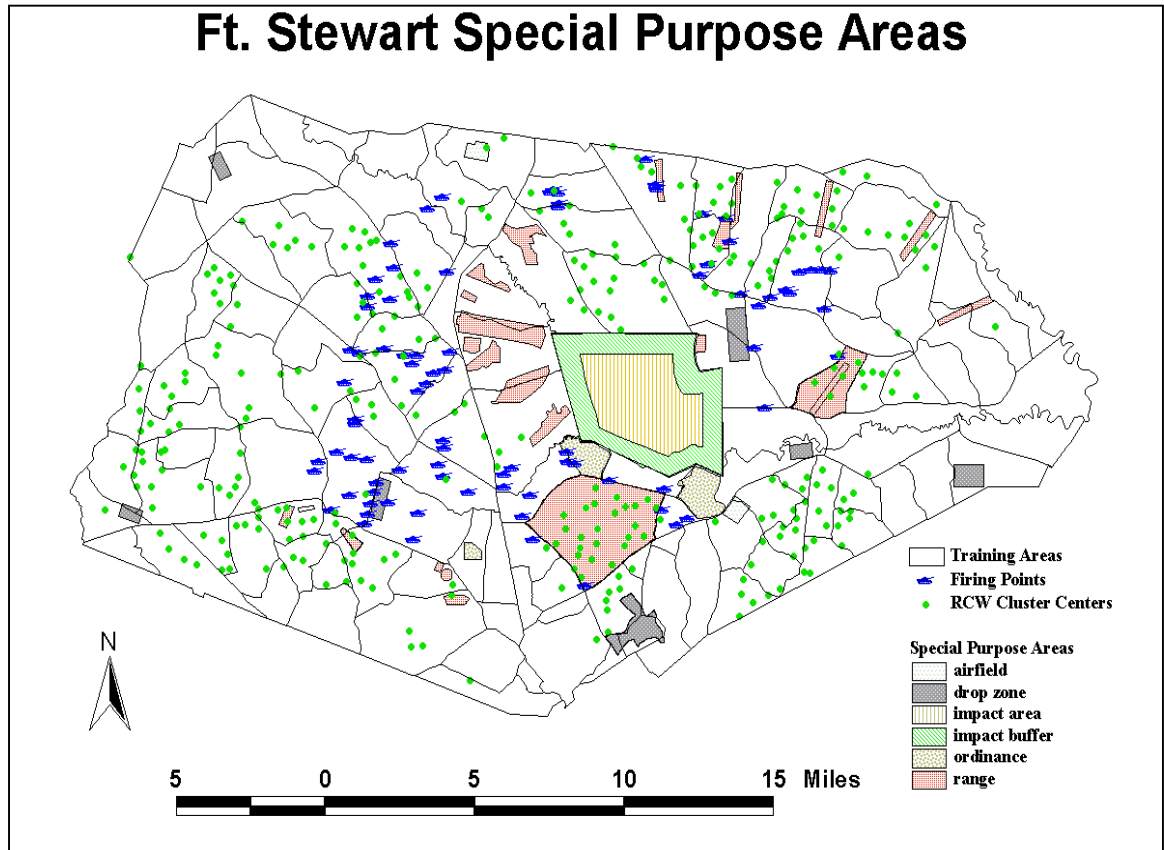 Ft. Stewart Special Purpose Areas
Training Areas
Firing Points
RCW Cluster Centers
Special Purpose Areas
airfield
drop zone
impact area
impact buffer
ordinance
range
N
5 0 5 10 15 Miles